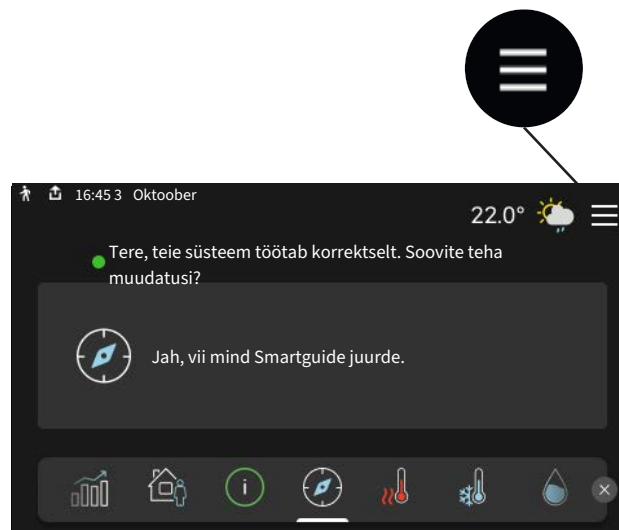 16:45 3 Oktoober
22.0°
Tere, teie süsteem töötab korrektselt. Soovite teha
muudatusi?
Jah, vii mind Smartguide juurde.
i